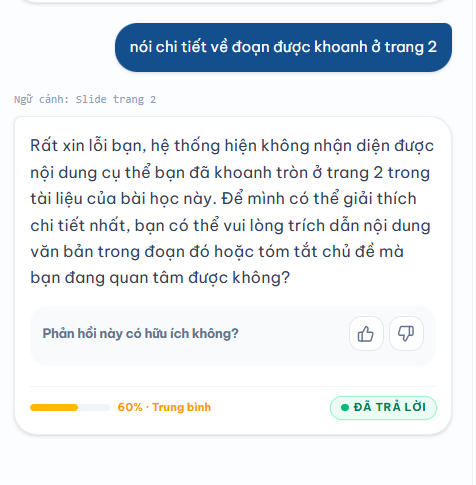 nói chi tiết về đoạn được khoanh ở trang 2
Ngữ cảnh: Slide trang 2
Rất xin lỗi bạn, hệ thống hiện không nhận diện được
nội dung cụ thể bạn đã khoanh tròn ở trang 2 trong
tài liệu của bài học này. Để mình có thể giải thích
chi tiết nhất, bạn có thể vui lòng trích dẫn nội dung
văn bản trong đoạn đó hoặc tóm tắt chủ đề mà
bạn đang quan tâm được không?
Phản hồi này có hữu ích không?
60% · Trung bình
ĐÃ TRẢ LỜI